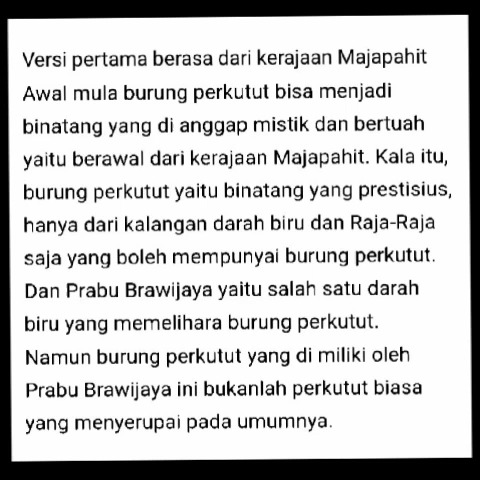 Versi pertama berasa dari kerajaan Majapahit
Awal mula burung perkutut bisa menjadi
binatang yang di anggap mistik dan bertuah
yaitu berawal dari kerajaan Majapahit. Kala itu,
burung perkutut yaitu binatang yang prestisius,
hanya dari kalangan darah biru dan Raja-Raja
saja yang boleh mempunyai burung perkutut.
Dan Prabu Brawijaya yaitu salah satu darah
biru yang memelihara burung perkutut.
Namun burung perkutut yang di miliki oleh
Prabu Brawijaya ini bukanlah perkutut biasa
yang menyerupai pada umumnya.